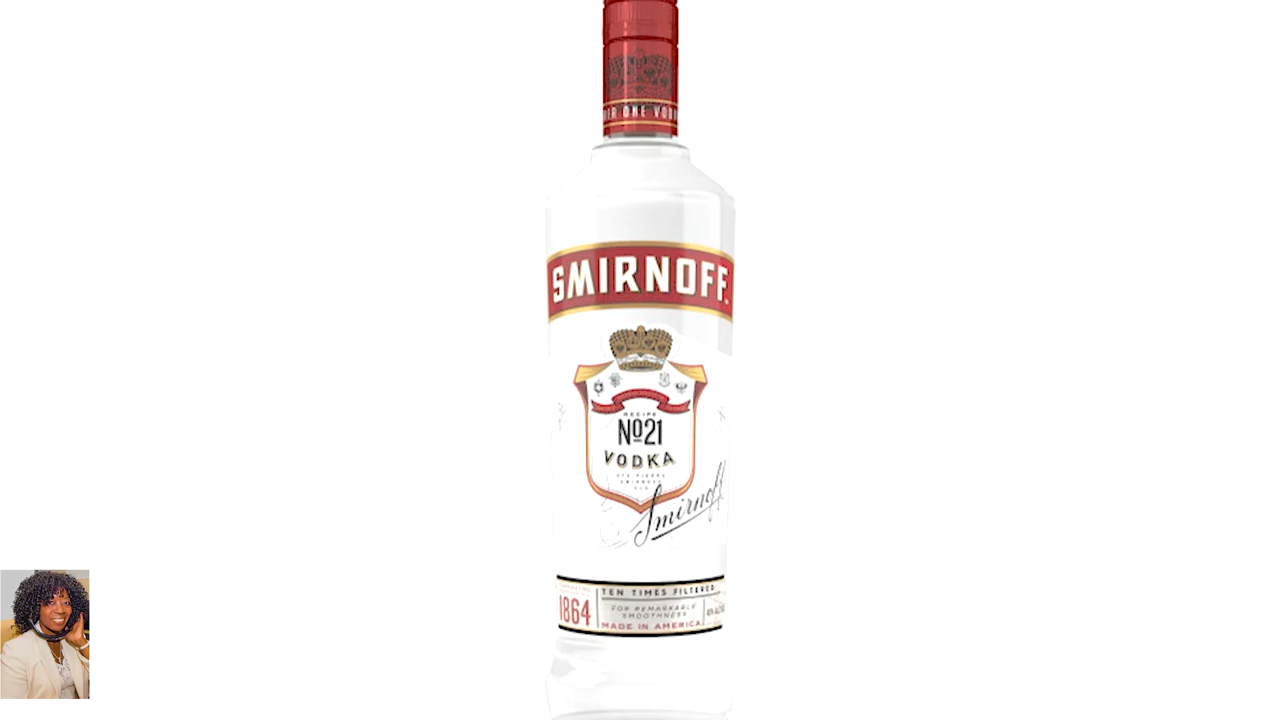 SMIRNOFF
RECIPE
Nº21
VODKA
Smirnoff
1864
TEN TIMES FILTERED
FOR REMARKABLE
SMOOTHNESS
MADE IN AMERICA